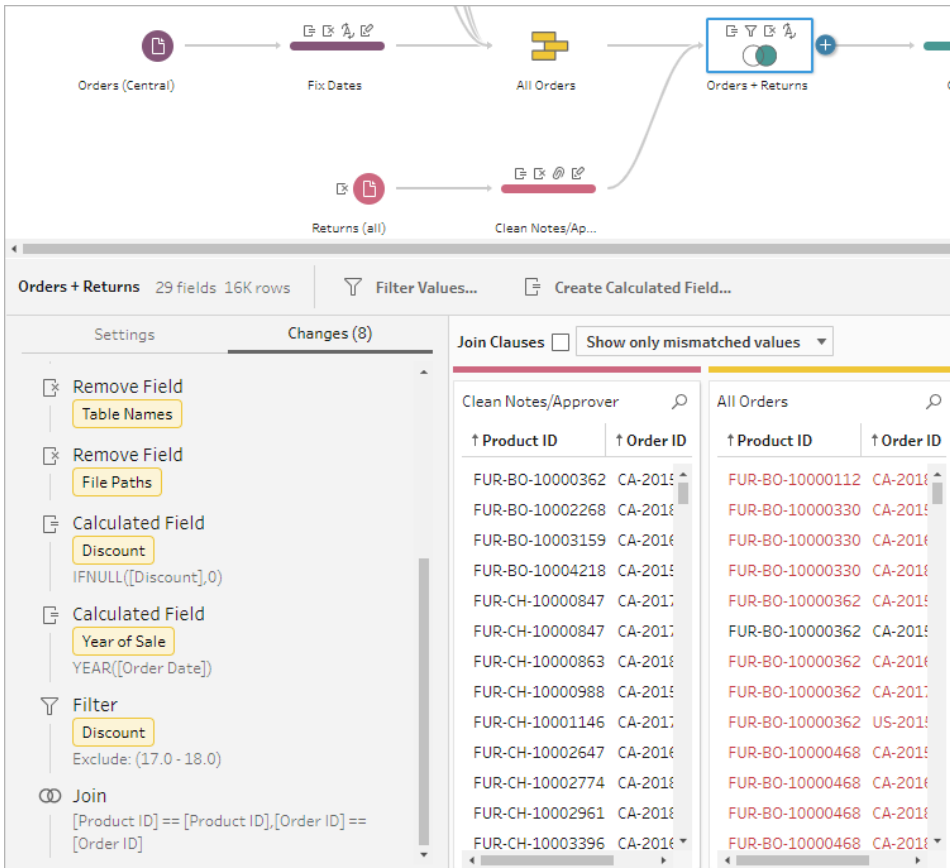 Orders (Central)
Fix Dates
All Orders
Orders + Returns
Returns (all)
Clean Notes/Ap...
Orders + Returns 29 fields 16K rows Filter Values... Create Calculated Field...
Settings
Changes (8)
Remove Field
Table Names
Remove Field
File Paths
Calculated Field
Discount
IFNULL([Discount],0)
Calculated Field
Year of Sale
YEAR([Order Date])
Filter
Discount
Exclude: (17.0 - 18.0)
Join
[Product ID] == [Product ID],[Order ID] ==
[Order ID]
Join Clauses Show only mismatched values
Clean Notes/Approver
Product ID Order ID
FUR-BO-10000362 CA-2015
FUR-BO-10002268 CA-2018
FUR-BO-10003159 CA-2016
FUR-BO-10004218 CA-2015
FUR-CH-10000847 CA-2017
FUR-CH-10000847 CA-2017
FUR-CH-10000863 CA-2018
FUR-CH-10000988 CA-2015
FUR-CH-10001146 CA-2017
FUR-CH-10002647 CA-2016
FUR-CH-10002774 CA-2018
FUR-CH-10002961 CA-2018
FUR-CH-10003396 CA-2016
All Orders
Product ID Order ID
FUR-BO-10000112 CA-2018
FUR-BO-10000330 CA-2015
FUR-BO-10000330 CA-2016
FUR-BO-10000330 CA-2018
FUR-BO-10000362 CA-2015
FUR-BO-10000362 CA-2015
FUR-BO-10000362 CA-2016
FUR-BO-10000362 CA-2017
FUR-BO-10000362 US-2015
FUR-BO-10000468 CA-2015
FUR-BO-10000468 CA-2016
FUR-BO-10000468 CA-2018
FUR-BO-10000468 CA-2018